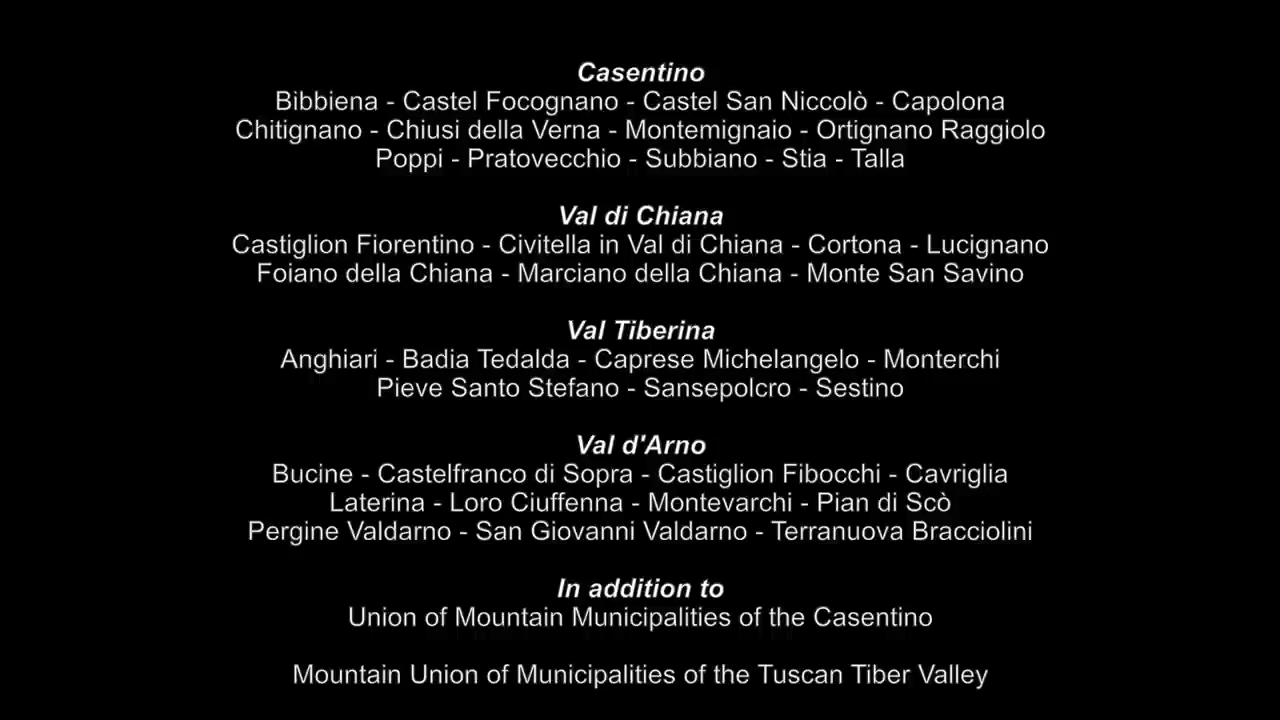 Casentino
Bibbiena - Castel Focognano - Castel San Niccolò - Capolona
Chitignano - Chiusi della Verna - Montemignaio - Ortignano Raggiolo
Poppi - Pratovecchio - Subbiano - Stia - Talla
Val di Chiana
Castiglion Fiorentino - Civitella in Val di Chiana - Cortona - Lucignano
Foiano della Chiana - Marciano della Chiana - Monte San Savino
Val Tiberina
Anghiari - Badia Tedalda - Caprese Michelangelo - Monterchi
Pieve Santo Stefano - Sansepolcro - Sestino
Val d'Arno
Bucine - Castelfranco di Sopra - Castiglion Fibocchi - Cavriglia
Laterina - Loro Ciuffenna - Montevarchi - Pian di Scò
Pergine Valdarno - San Giovanni Valdarno - Terranuova Bracciolini
In addition to
Union of Mountain Municipalities of the Casentino
Mountain Union of Municipalities of the Tuscan Tiber Valley